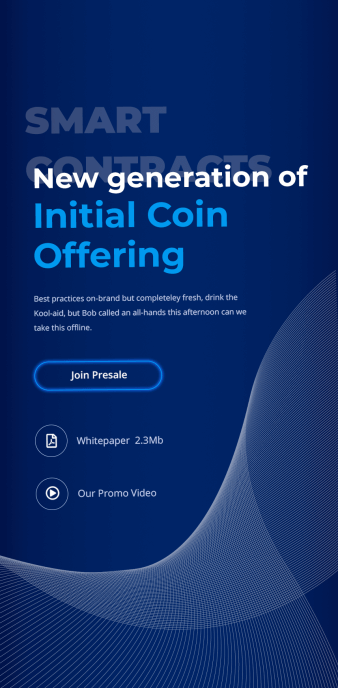 SMART
CONTRACTS
New generation of
Initial Coin
Offering
Best practices on-brand but completeley fresh, drink the
Kool-aid, but Bob called an all-hands this afternoon can we
take this offline.
Join Presale
Whitepaper 2.3Mb
Our Promo Video